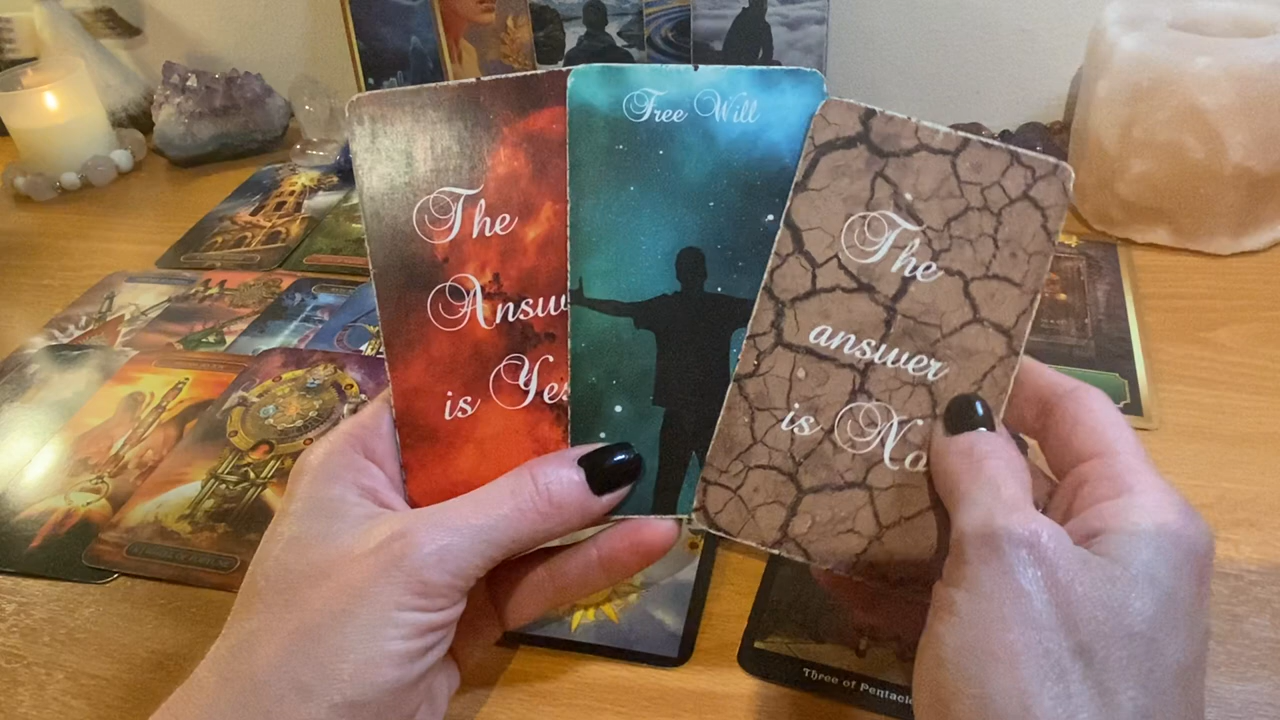 The
Answ
is Yes
Free Will
The
answer
is No
Three of Pentacl